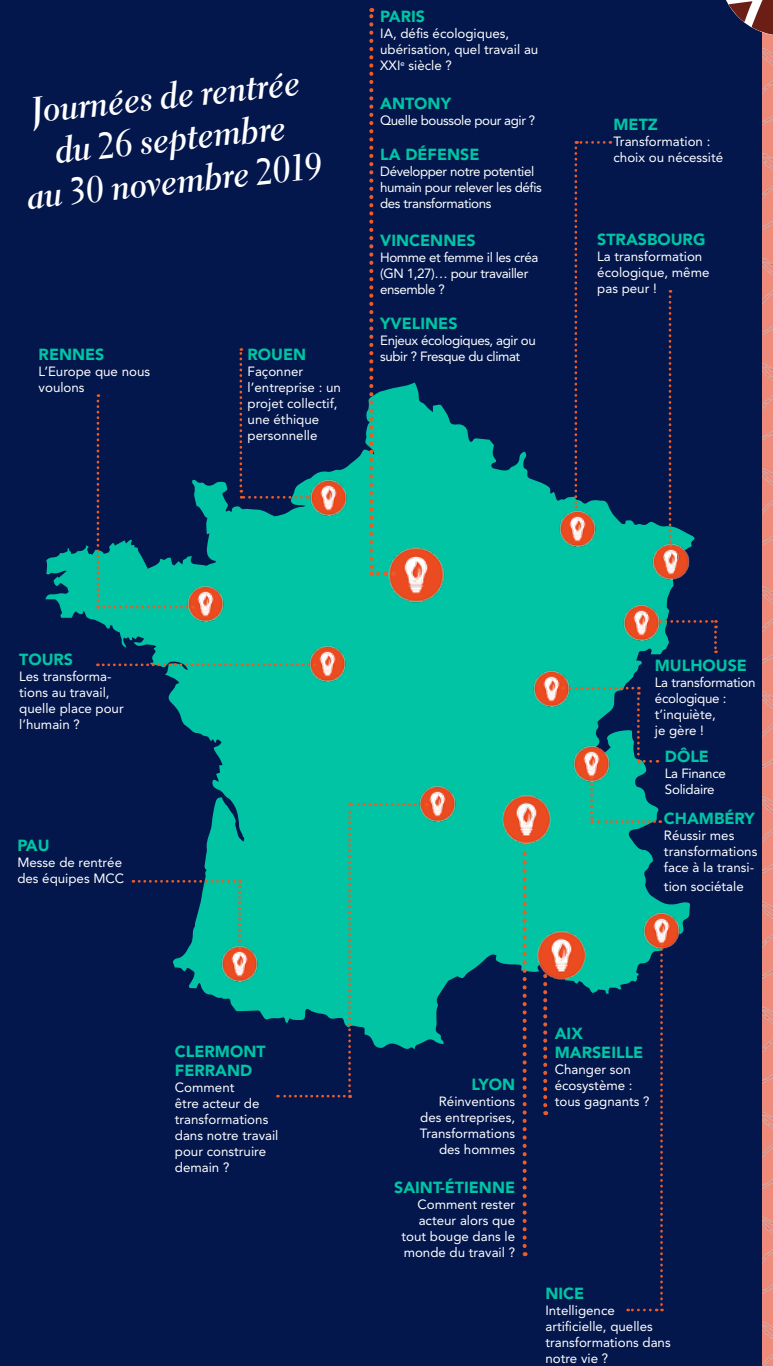 Journées de rentrée
du 26 septembre
au 30 novembre 2019
PARIS
IA, défis écologiques,
ubérisation, quel travail au
XXIᵉ siècle ?
ANTONY
Quelle boussole pour agir ?
LA DÉFENSE
Développer notre potentiel
humain pour relever les défis
des transformations
VINCENNES
Homme et femme il les créa
(GN 1,27)… pour travailler
ensemble ?
YVELINES
Enjeux écologiques, agir ou
subir ? Fresque du climat
METZ
Transformation :
choix ou nécessité
STRASBOURG
La transformation
écologique, même
pas peur !
RENNES
L’Europe que nous
voulons
ROUEN
Façonner
l’entreprise : un
projet collectif,
une éthique
personnelle
TOURS
Les transforma-
tions au travail,
quelle place pour
l’humain ?
MULHOUSE
La transformation
écologique :
t’inquiète,
je gère !
DÔLE
La Finance
Solidaire
CHAMBÉRY
Réussir mes
transformations
face à la transi-
tion sociétale
PAU
Messe de rentrée
des équipes MCC
CLERMONT
FERRAND
Comment
être acteur de
transformations
dans notre travail
pour construire
demain ?
AIX
MARSEILLE
Changer son
écosystème :
tous gagnants ?
LYON
Réinventions
des entreprises,
Transformations
des hommes
SAINT-ÉTIENNE
Comment rester
acteur alors que
tout bouge dans le
monde du travail ?
NICE
Intelligence
artificielle, quelles
transformations dans
notre vie ?